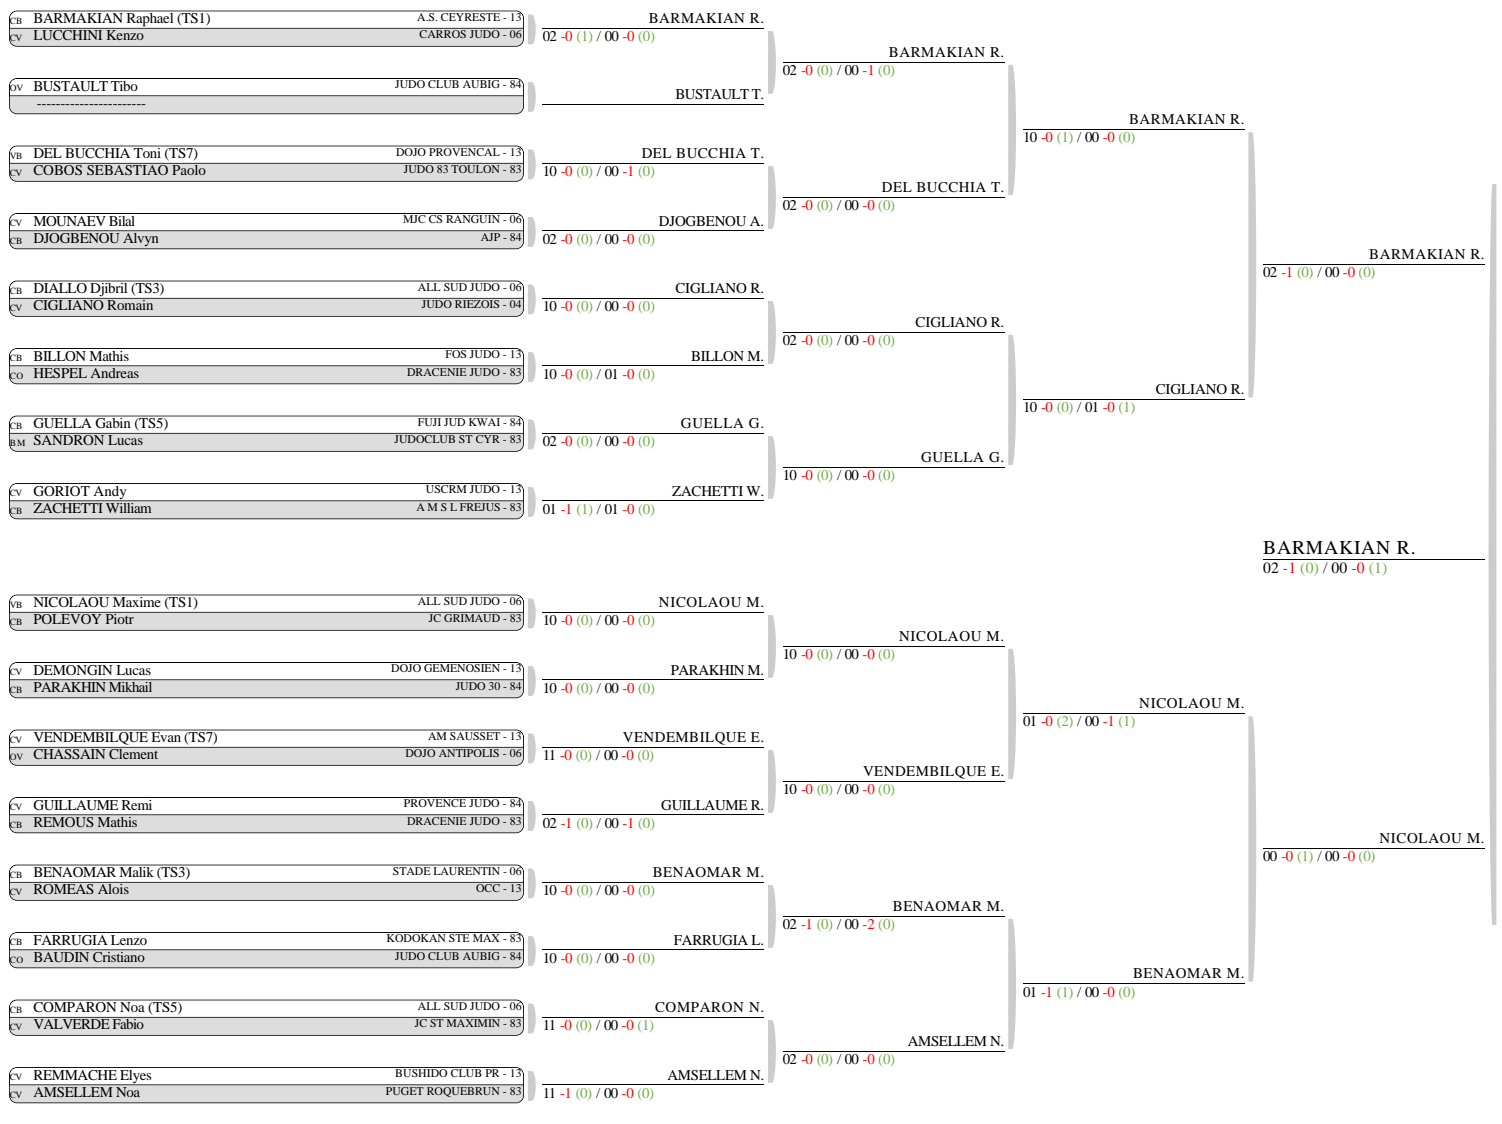 CB BARMAKIAN Raphael (TS1) A.S. CEYRESTE - 13
CV LUCCHINI Kenzo CARROS JUDO - 06
OV BUSTAULT Tibo JUDO CLUB AUBIG - 84
-----------------------
VB DEL BUCCHIA Toni (TS7) DOJO PROVENCAL - 13
CV COBOS SEBASTIAO Paolo JUDO 83 TOULON - 83
CV MOUNAEV Bilal MJC CS RANGUIN - 06
CB DJOGBENOU Alvyn AJP - 84
CB DIALLO Djibril (TS3) ALL SUD JUDO - 06
CV CIGLIANO Romain JUDO RIEZOIS - 04
CB BILLON Mathis FOS JUDO - 13
CO HESPEL Andreas DRACENIE JUDO - 83
CB GUELLA Gabin (TS5) FUJI JUD KWAI - 84
BM SANDRON Lucas JUDOCLUB ST CYR - 83
CV GORIOT Andy USCRM JUDO - 13
CB ZACHETTI William A M S L FREJUS - 83
VB NICOLAOU Maxime (TS1) ALL SUD JUDO - 06
CB POLEVOY Piotr JC GRIMAUD - 83
CV DEMONGIN Lucas DOJO GEMENOSIEN - 13
CB PARAKHIN Mikhail JUDO 30 - 84
CV VENDEMBILQUE Evan (TS7) AM SAUSSET - 13
OV CHASSAIN Clement DOJO ANTIPOLIS - 06
CV GUILLAUME Remi PROVENCE JUDO - 84
CB REMOUS Mathis DRACENIE JUDO - 83
CB BENAOMAR Malik (TS3) STADE LAURENTIN - 06
CV ROMEAS Alois OCC - 13
CB FARRUGIA Lenzo KODOKAN STE MAX - 83
CO BAUDIN Cristiano JUDO CLUB AUBIG - 84
CB COMPARON Noa (TS5) ALL SUD JUDO - 06
CV VALVERDE Fabio JC ST MAXIMIN - 83
CV REMMACHE Elyes BUSHIDO CLUB PR - 13
CV AMSELLEM Noa PUGET ROQUEBRUN - 83
BARMAKIAN R.
02 -0 (1) / 00 -0 (0)
BUSTAULT T.
DEL BUCCHIA T.
10 -0 (0) / 00 -1 (0)
DJOGBENOU A.
02 -0 (0) / 00 -0 (0)
CIGLIANO R.
10 -0 (0) / 00 -0 (0)
BILLON M.
10 -0 (0) / 01 -0 (0)
GUELLA G.
02 -0 (0) / 00 -0 (0)
ZACHETTI W.
01 -1 (1) / 01 -0 (0)
NICOLAOU M.
10 -0 (0) / 00 -0 (0)
PARAKHIN M.
10 -0 (0) / 00 -0 (0)
VENDEMBILQUE E.
11 -0 (0) / 00 -0 (0)
GUILLAUME R.
02 -1 (0) / 00 -1 (0)
BENAOMAR M.
10 -0 (0) / 00 -0 (0)
FARRUGIA L.
10 -0 (0) / 00 -0 (0)
COMPARON N.
11 -0 (0) / 00 -0 (1)
AMSELLEM N.
11 -1 (0) / 00 -0 (0)
BARMAKIAN R.
02 -0 (0) / 00 -1 (0)
DEL BUCCHIA T.
02 -0 (0) / 00 -0 (0)
CIGLIANO R.
02 -0 (0) / 00 -0 (0)
GUELLA G.
10 -0 (0) / 00 -0 (0)
NICOLAOU M.
10 -0 (0) / 00 -0 (0)
VENDEMBILQUE E.
10 -0 (0) / 00 -0 (0)
BENAOMAR M.
02 -1 (0) / 00 -2 (0)
AMSELLEM N.
02 -0 (0) / 00 -0 (0)
BARMAKIAN R.
10 -0 (1) / 00 -0 (0)
CIGLIANO R.
10 -0 (0) / 01 -0 (1)
NICOLAOU M.
01 -0 (2) / 00 -1 (1)
BENAOMAR M.
01 -1 (1) / 00 -0 (0)
BARMAKIAN R.
02 -1 (0) / 00 -0 (0)
BARMAKIAN R.
02 -1 (0) / 00 -0 (1)
NICOLAOU M.
00 -0 (1) / 00 -0 (0)